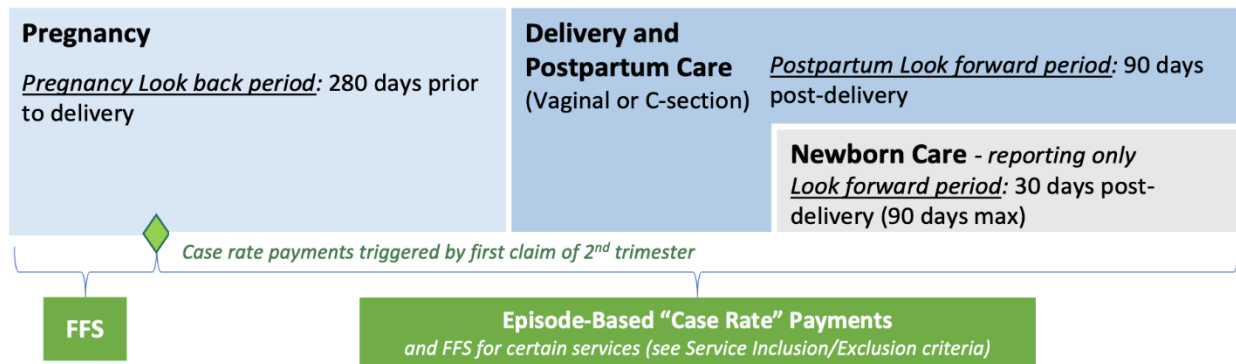 Pregnancy
Pregnancy Look back period: 280 days prior
to delivery
Delivery and
Postpartum Care
(Vaginal or C-section)
Postpartum Look forward period: 90 days
post-delivery
Newborn Care - reporting only
Look forward period: 30 days post-
delivery (90 days max)
Case rate payments triggered by first claim of 2nd trimester
FFS
Episode-Based “Case Rate” Payments
and FFS for certain services (see Service Inclusion/Exclusion criteria)